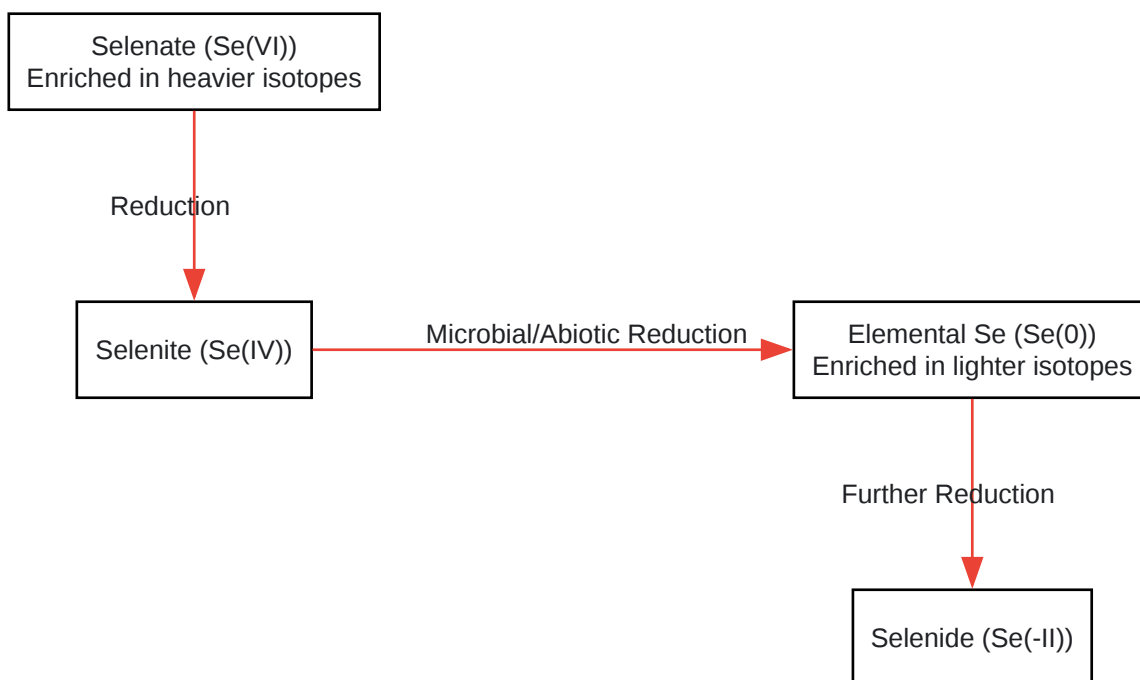 Selenate (Se(VI))
Enriched in heavier isotopes
Reduction
Selenite (Se(IV))
Microbial/Abiotic Reduction
Elemental Se (Se(0))
Enriched in lighter isotopes
Further Reduction
Selenide (Se(-II))